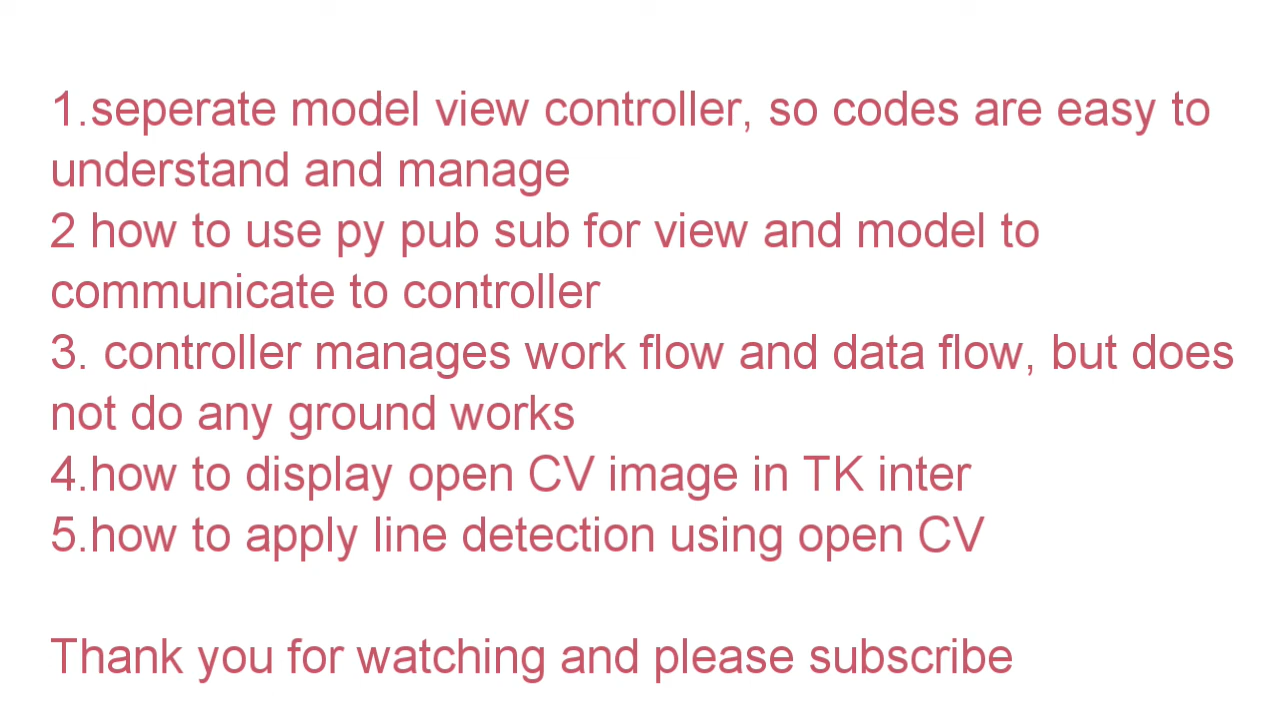 1.seperate model view controller, so codes are easy to
understand and manage
2 how to use py pub sub for view and model to
communicate to controller
3. controller manages work flow and data flow, but does
not do any ground works
4.how to display open CV image in TK inter
5.how to apply line detection using open CV
Thank you for watching and please subscribe